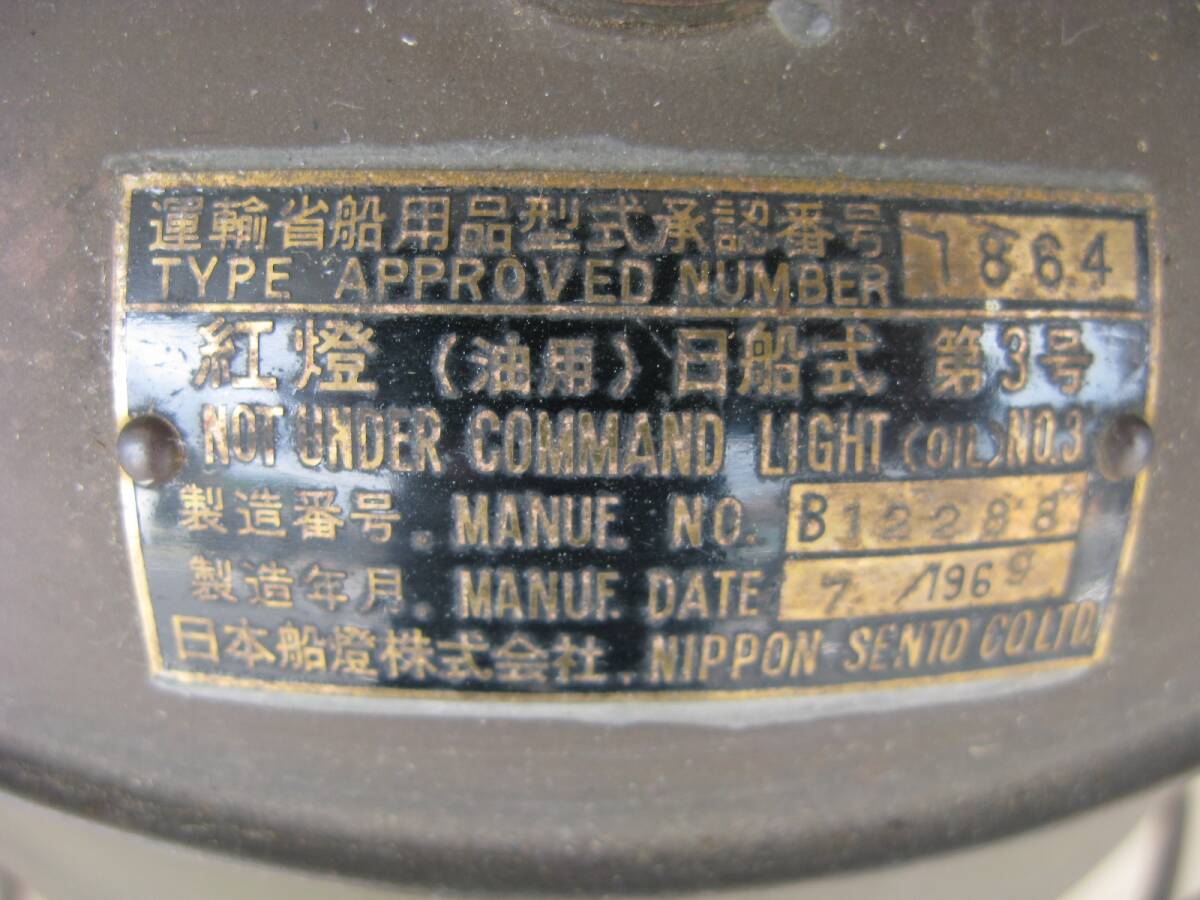 運輸省船用品型式承認番号 1864
TYPE APPROVED NUMBER
紅燈（油用）日船式 第3号
NOT UNDER COMMAND LIGHT (OIL) NO.3
製造番号. MANUF. NO. B12288
製造年月. MANUF. DATE 7 / 1969
日本船燈株式会社. NIPPON SENTO CO.LTD.